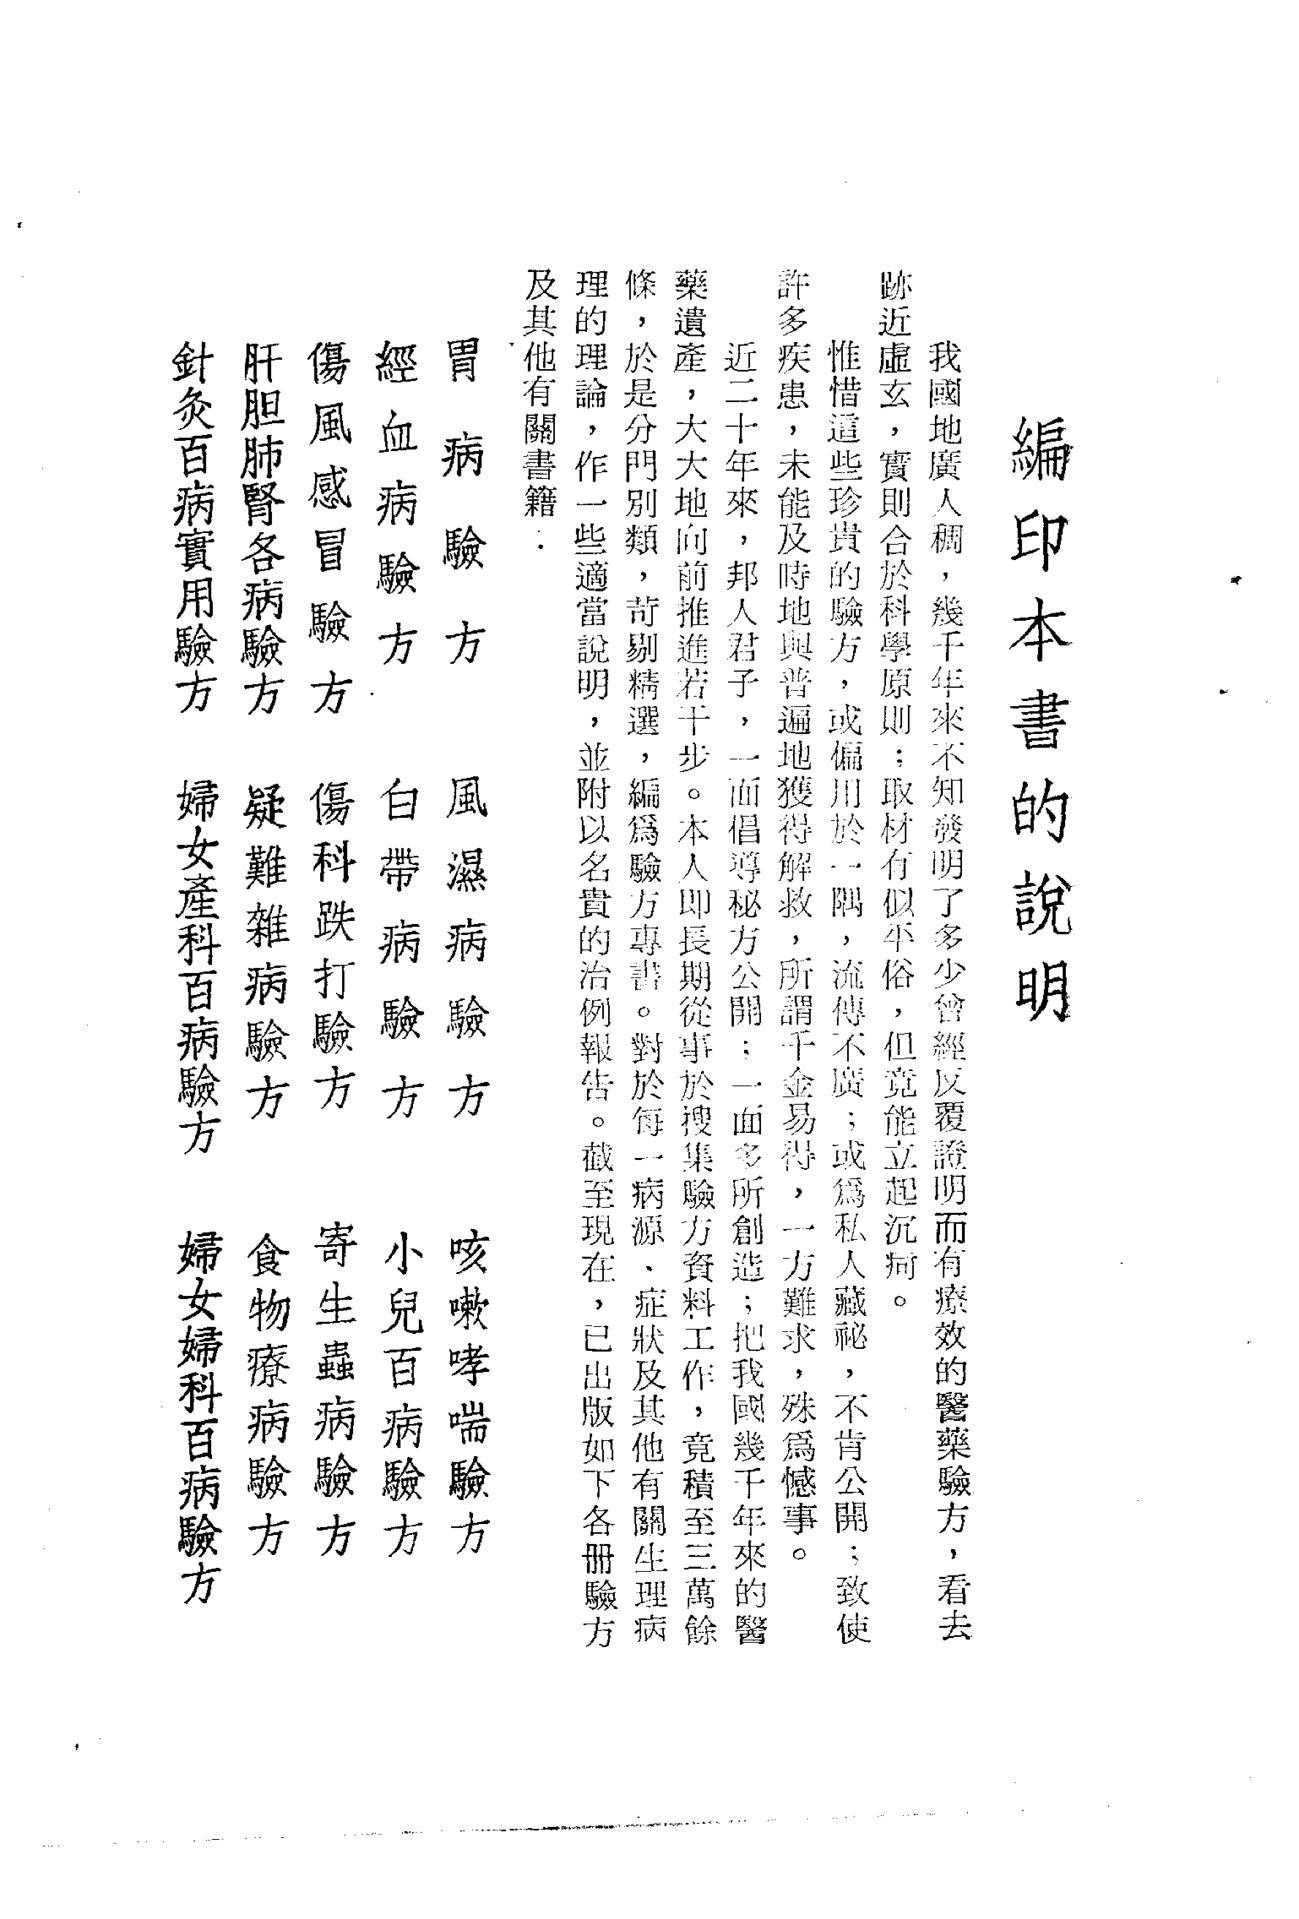 編印本書的說明
我國地廣人稠，幾千年來不知發明了多少曾經反覆證明而有療效的醫藥驗方，看去
跡近虛玄，實則合於科學原則；取材有似平俗，但竟能立起沉疴。
惟惜這些珍貴的驗方，或偏用於一隅，流傳不廣；或爲私人藏祕，不肯公開；致使
許多疾患，未能及時地與普遍地獲得解救，所謂千金易得，一方難求，殊爲憾事。
近二十年來，邦人君子，一面倡導秘方公開；一面多所創造；把我國幾千年來的醫
藥遺產，大大地向前推進若干步。本人即長期從事於搜集驗方資料工作，竟積至三萬餘
條，於是分門別類，苛剔精選，編爲驗方專書。對於每一病源、症狀及其他有關生理病
理的理論，作一些適當說明，並附以名貴的治例報告。截至現在，已出版如下各冊驗方
及其他有關書籍：
胃病驗方　風濕病驗方　咳嗽哮喘驗方
經血病驗方　白帶病驗方　小兒百病驗方
傷風感冒驗方　傷科跌打驗方　寄生蟲病驗方
肝胆肺腎各病驗方　疑難雜病驗方　食物療病驗方
針灸百病實用驗方　婦女產科百病驗方　婦女婦科百病驗方